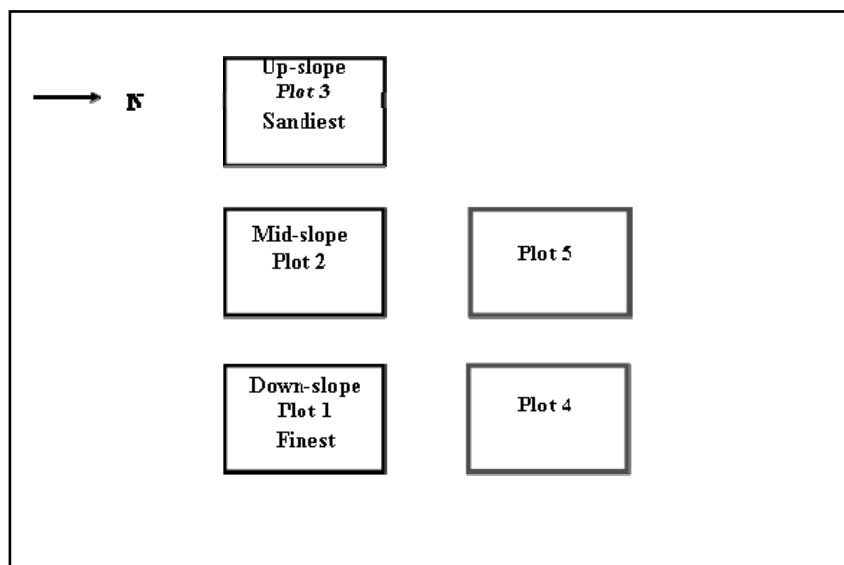 Up-slope
Plot 3
Sandiest
N
Mid-slope
Plot 2
Plot 5
Down-slope
Plot 1
Finest
Plot 4